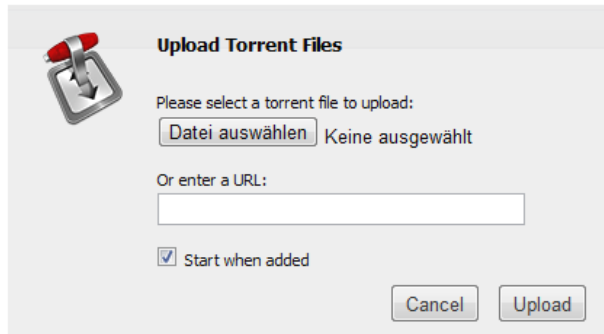 Upload Torrent Files
Please select a torrent file to upload:
Datei auswählen Keine ausgewählt
Or enter a URL:
Start when added
Cancel Upload